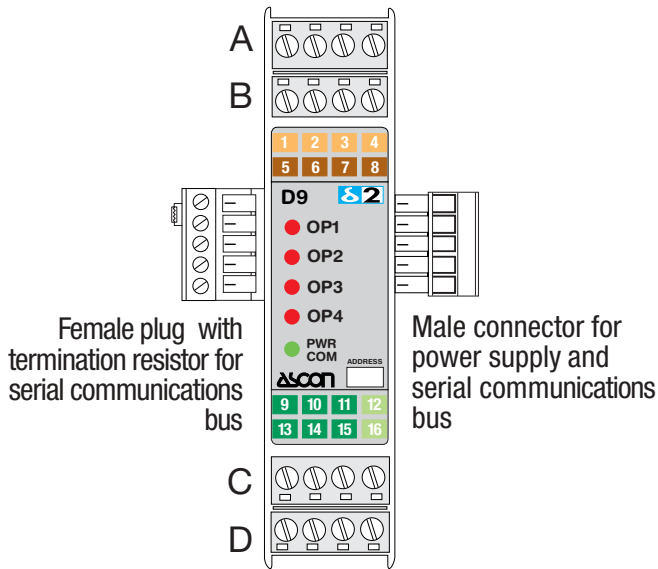 A
B
1 2 3 4
5 6 7 8
D9 δ2
OP1
OP2
OP3
OP4
PWR
COM
ADDRESS
ascon
9 10 11 12
13 14 15 16
Female plug with
termination resistor for
serial communications
bus
Male connector for
power supply and
serial communications
bus
C
D